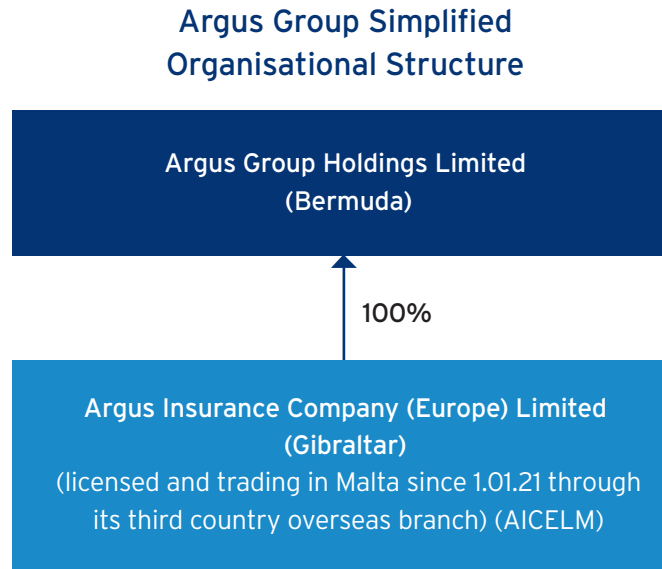 Argus Group Simplified
Organisational Structure
Argus Group Holdings Limited
(Bermuda)
100%
Argus Insurance Company (Europe) Limited
(Gibraltar)
(licensed and trading in Malta since 1.01.21 through
its third country overseas branch) (AICELM)